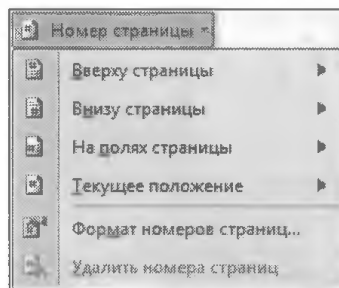 Номер страницы
Вверху страницы
Внизу страницы
На полях страницы
Текущее положение
Формат номеров страниц...
Удалить номера страниц